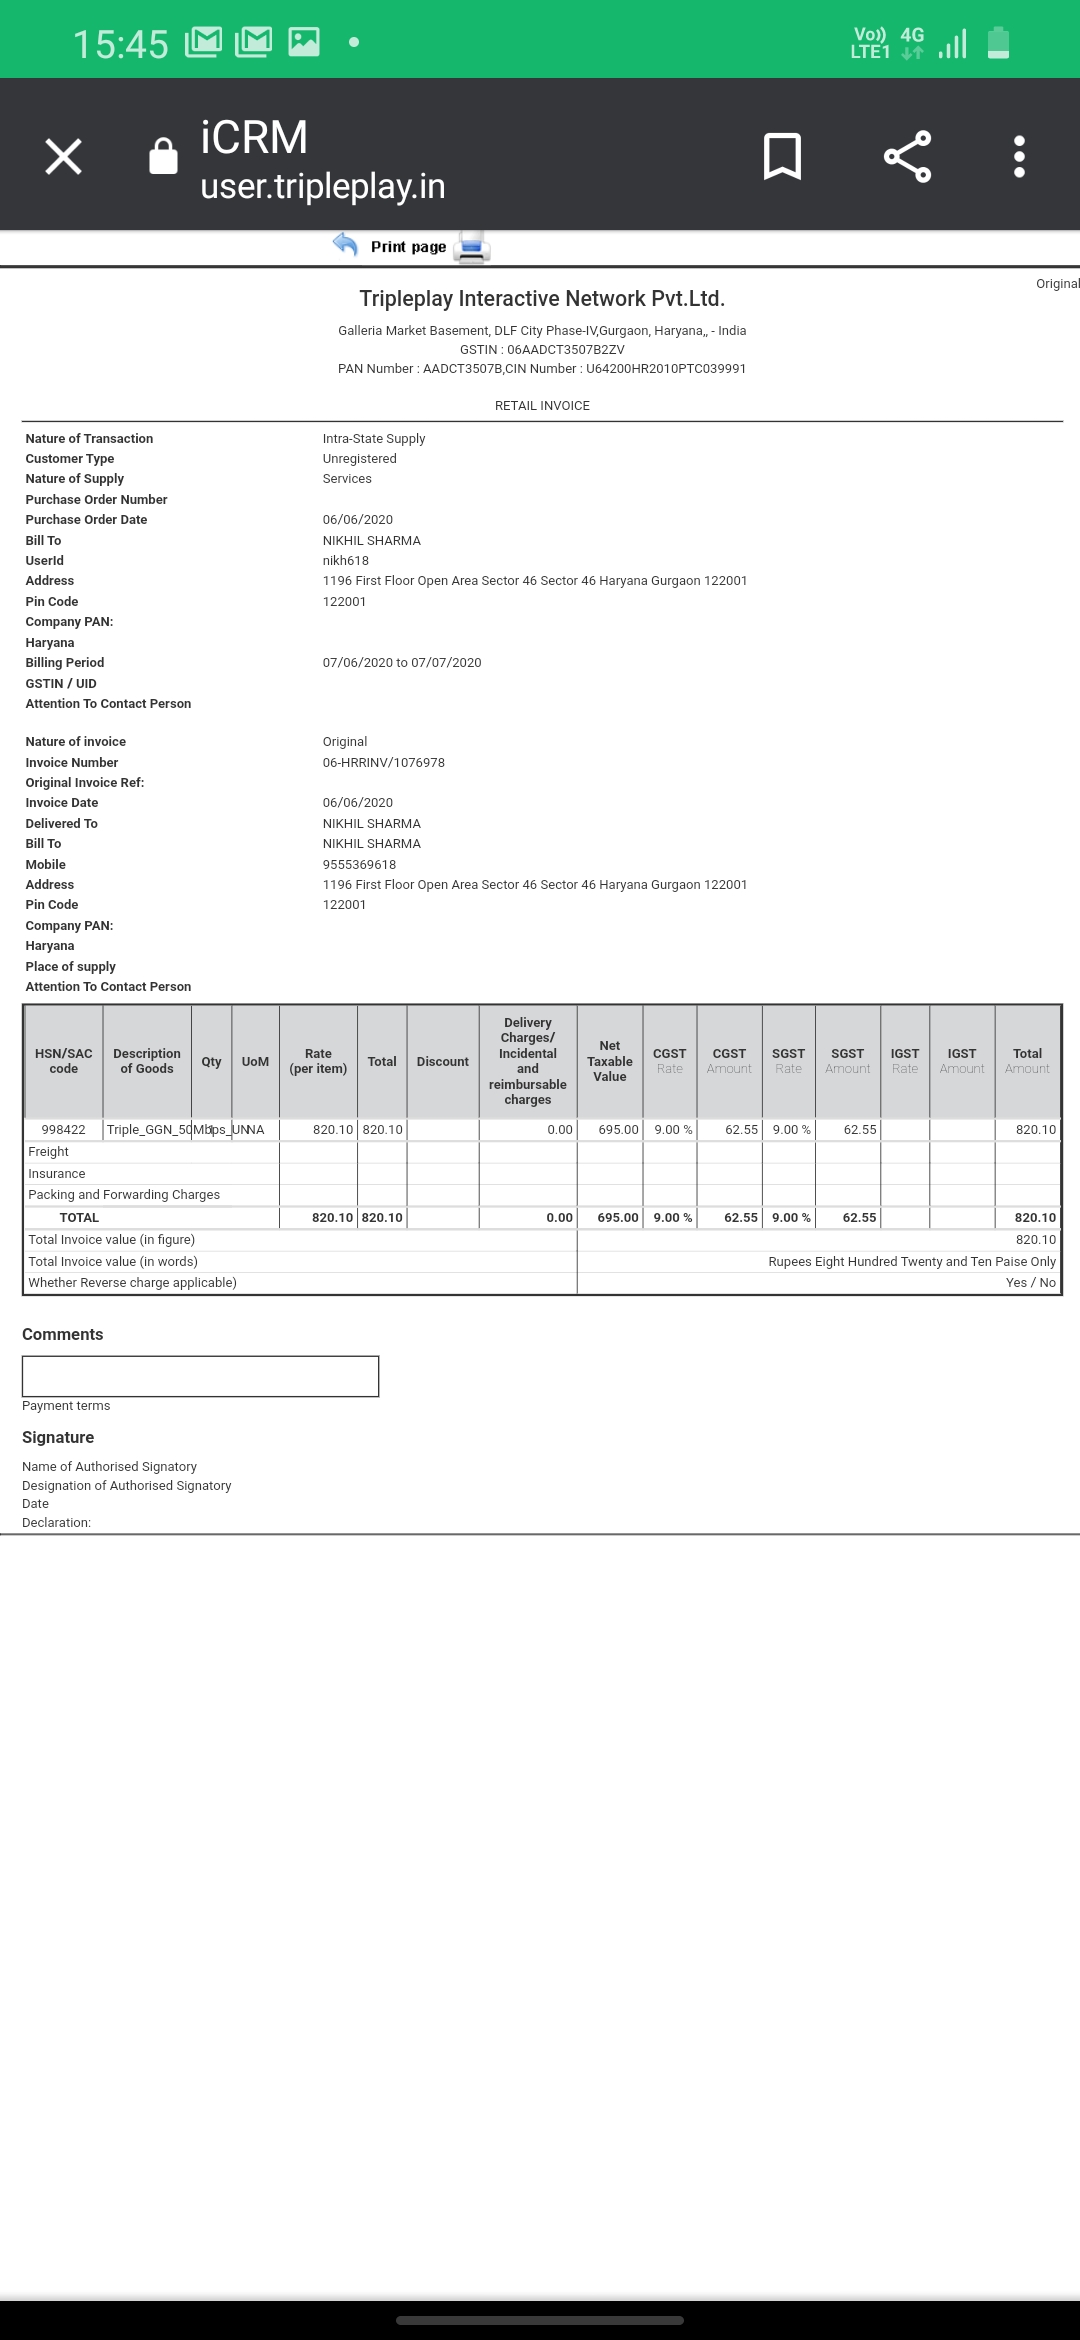 15:45
Vo)) 4G
LTE1
iCRM
user.tripleplay.in
Print page
Original
Tripleplay Interactive Network Pvt.Ltd.
Galleria Market Basement, DLF City Phase-IV,Gurgaon, Haryana,, - India
GSTIN : 06AADCT3507B2ZV
PAN Number : AADCT3507B,CIN Number : U64200HR2010PTC039991
RETAIL INVOICE
Nature of Transaction Intra-State Supply
Customer Type Unregistered
Nature of Supply Services
Purchase Order Number
Purchase Order Date 06/06/2020
Bill To NIKHIL SHARMA
UserId nikh618
Address 1196 First Floor Open Area Sector 46 Sector 46 Haryana Gurgaon 122001
Pin Code 122001
Company PAN:
Haryana
Billing Period 07/06/2020 to 07/07/2020
GSTIN / UID
Attention To Contact Person
Nature of invoice Original
Invoice Number 06-HRRINV/1076978
Original Invoice Ref:
Invoice Date 06/06/2020
Delivered To NIKHIL SHARMA
Bill To NIKHIL SHARMA
Mobile 9555369618
Address 1196 First Floor Open Area Sector 46 Sector 46 Haryana Gurgaon 122001
Pin Code 122001
Company PAN:
Haryana
Place of supply
Attention To Contact Person
HSN/SAC code Description of Goods Qty UoM Rate (per item) Total Discount Delivery Charges/ Incidental and reimbursable charges Net Taxable Value CGST Rate CGST Amount SGST Rate SGST Amount IGST Rate IGST Amount Total Amount
998422 Triple_GGN_50Mbps_UN 1 NA 820.10 820.10 0.00 695.00 9.00 % 62.55 9.00 % 62.55 820.10
Freight
Insurance
Packing and Forwarding Charges
TOTAL 820.10 820.10 0.00 695.00 9.00 % 62.55 9.00 % 62.55 820.10
Total Invoice value (in figure) 820.10
Total Invoice value (in words) Rupees Eight Hundred Twenty and Ten Paise Only
Whether Reverse charge applicable) Yes / No
Comments
Payment terms
Signature
Name of Authorised Signatory
Designation of Authorised Signatory
Date
Declaration: